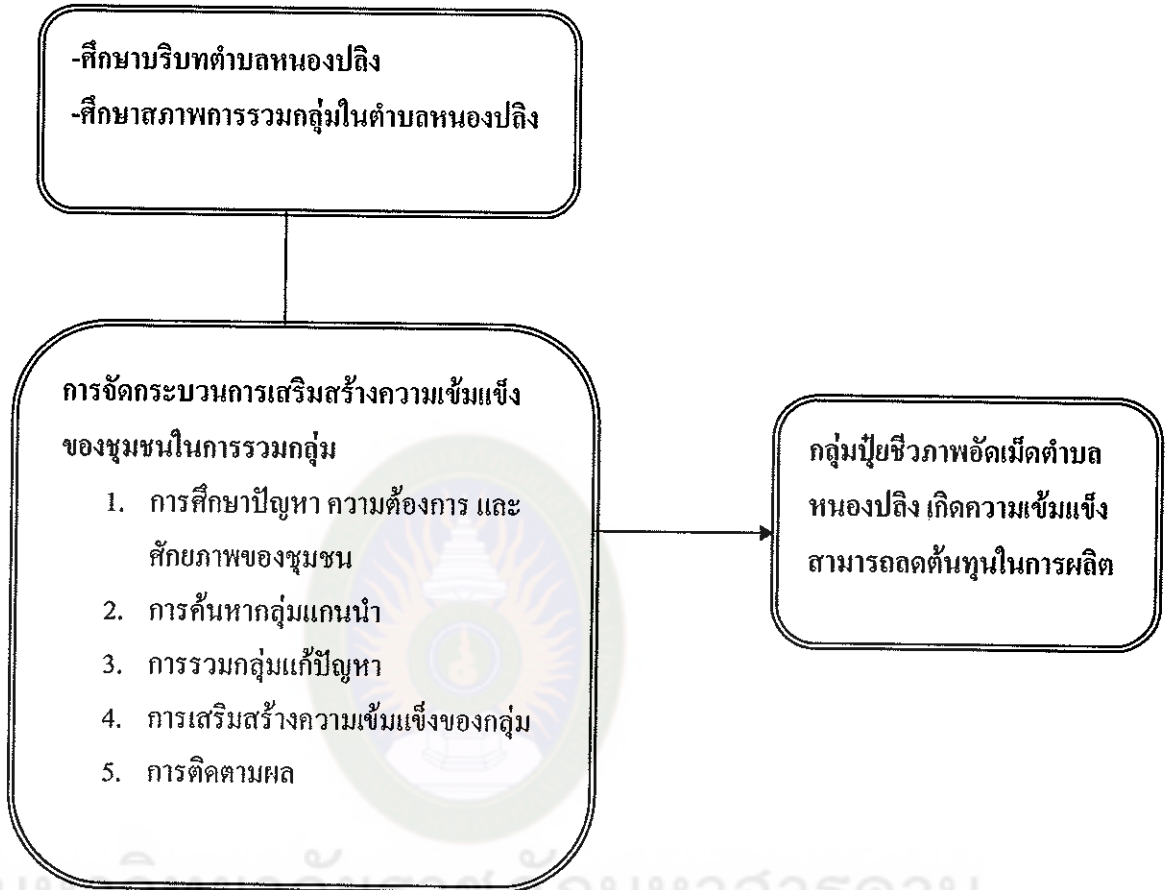 -ศึกษาบริบทตำบลหนองปลิง
-ศึกษาสภาพการรวมกลุ่มในตำบลหนองปลิง
การจัดกระบวนการเสริมสร้างความเข้มแข็ง
ของชุมชนในการรวมกลุ่ม
1. การศึกษาปัญหา ความต้องการ และ
ศักยภาพของชุมชน
2. การค้นหากลุ่มแกนนำ
3. การรวมกลุ่มแก้ปัญหา
4. การเสริมสร้างความเข้มแข็งของกลุ่ม
5. การติดตามผล
กลุ่มปุ๋ยชีวภาพอัดเม็ดตำบล
หนองปลิง เกิดความเข้มแข็ง
สามารถลดต้นทุนในการผลิต